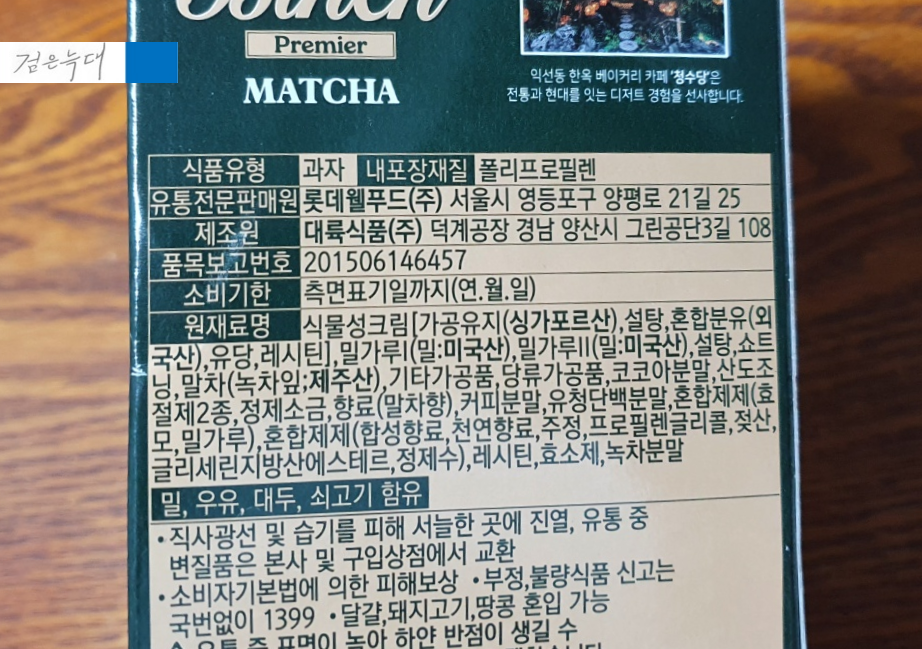 검은늑대
Premier
MATCHA
익선동 한옥 베이커리 카페 '청수당'은
전통과 현대를 잇는 디저트 경험을 선사합니다.
식품유형 과자 내포장재질 폴리프로필렌
유통전문판매원 롯데웰푸드(주) 서울시 영등포구 양평로 21길 25
제조원 대륙식품(주) 덕계공장 경남 양산시 그린공단3길 108
품목보고번호 201506146457
소비기한 측면표기일까지(연.월.일)
원재료명 식물성크림[가공유지(싱가포르산),설탕,혼합분유(외
국산),유당,레시틴],밀가루I(밀:미국산),밀가루II(밀:미국산),설탕,쇼트
닝,말차(녹차잎;제주산),기타가공품,당류가공품,코코아분말,산도조
절제2종,정제소금,향료(말차향),커피분말,유청단백분말,혼합제제(효
모,밀가루),혼합제제(합성향료,천연향료,주정,프로필렌글리콜,젖산,
글리세린지방산에스테르,정제수),레시틴,효소제,녹차분말
밀, 우유, 대두, 쇠고기 함유
•직사광선 및 습기를 피해 서늘한 곳에 진열, 유통 중
변질품은 본사 및 구입상점에서 교환
•소비자기본법에 의한 피해보상 •부정,불량식품 신고는
국번없이 1399 •달걀,돼지고기,땅콩 혼입 가능
유통 중 표면이 녹아 하얀 반점이 생길 수